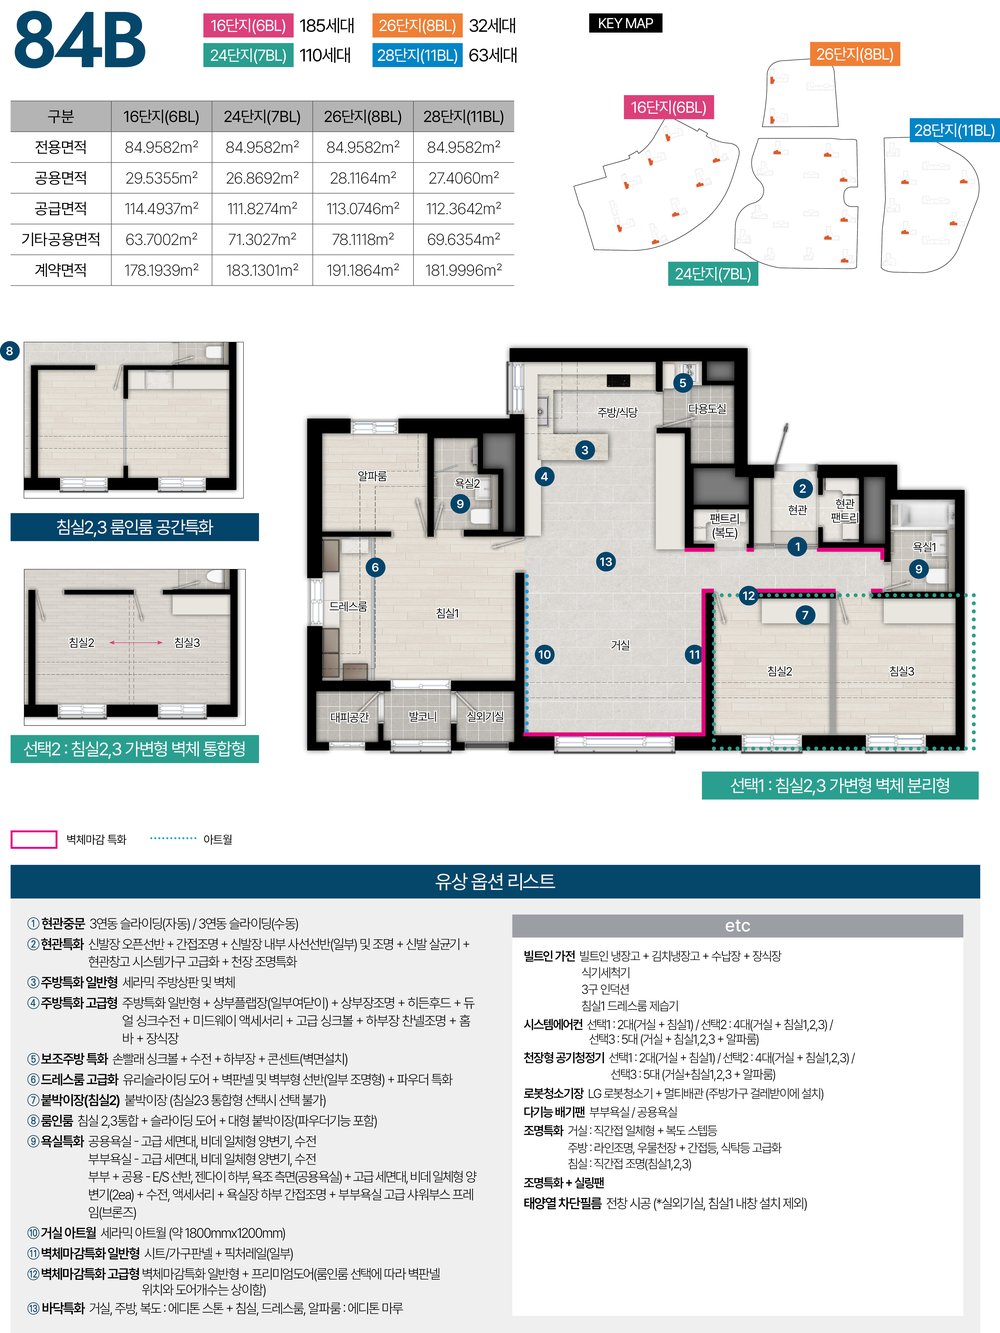 84B
16단지(6BL) 185세대 26단지(8BL) 32세대
24단지(7BL) 110세대 28단지(11BL) 63세대
KEY MAP
26단지(8BL)
16단지(6BL)
28단지(11BL)
24단지(7BL)
구분 16단지(6BL) 24단지(7BL) 26단지(8BL) 28단지(11BL)
전용면적 84.9582m² 84.9582m² 84.9582m² 84.9582m²
공용면적 29.5355m² 26.8692m² 28.1164m² 27.4060m²
공급면적 114.4937m² 111.8274m² 113.0746m² 112.3642m²
기타공용면적 63.7002m² 71.3027m² 78.1118m² 69.6354m²
계약면적 178.1939m² 183.1301m² 191.1864m² 181.9996m²
8
침실2,3 룸인룸 공간특화
침실2 침실3
선택2 : 침실2,3 가변형 벽체 통합형
5
주방/식당 다용도실
3
4
알파룸
욕실2
9
2
현관
현관
팬트리
팬트리
(복도)
1
욕실1
9
13
6
드레스룸
침실1
12
7
10
거실
11
침실2
침실3
대피공간 발코니 실외기실
선택1 : 침실2,3 가변형 벽체 분리형
벽체마감 특화 아트월
유상 옵션 리스트
① 현관중문 3연동 슬라이딩(자동) / 3연동 슬라이딩(수동)
② 현관특화 신발장 오픈선반 + 간접조명 + 신발장 내부 사선선반(일부) 및 조명 + 신발 살균기 +
현관창고 시스템가구 고급화 + 천장 조명특화
③ 주방특화 일반형 세라믹 주방상판 및 벽체
④ 주방특화 고급형 주방특화 일반형 + 상부플랩장(일부여닫이) + 상부장조명 + 히든후드 + 듀
얼 싱크수전 + 미드웨이 액세서리 + 고급 싱크볼 + 하부장 찬넬조명 + 홈
바 + 장식장
⑤ 보조주방 특화 손빨래 싱크볼 + 수전 + 하부장 + 콘센트(벽면설치)
⑥ 드레스룸 고급화 유리슬라이딩 도어 + 벽판넬 및 벽부형 선반(일부 조명형) + 파우더 특화
⑦ 붙박이장(침실2) 붙박이장 (침실2·3 통합형 선택시 선택 불가)
⑧ 룸인룸 침실 2,3통합 + 슬라이딩 도어 + 대형 붙박이장(파우더기능 포함)
⑨ 욕실특화 공용욕실 - 고급 세면대, 비데 일체형 양변기, 수전
부부욕실 - 고급 세면대, 비데 일체형 양변기, 수전
부부 + 공용 - E/S 선반, 젠다이 하부, 욕조 측면(공용욕실) + 고급 세면대, 비데 일체형 양
변기(2ea) + 수전, 액세서리 + 욕실장 하부 간접조명 + 부부욕실 고급 샤워부스 프레
임(브론즈)
⑩ 거실 아트월 세라믹 아트월 (약 1800mmx1200mm)
⑪ 벽체마감특화 일반형 시트/가구판넬 + 픽처레일(일부)
⑫ 벽체마감특화 고급형 벽체마감특화 일반형 + 프리미엄도어(룸인룸 선택에 따라 벽판넬
위치와 도어개수는 상이함)
⑬ 바닥특화 거실, 주방, 복도 : 에디톤 스톤 + 침실, 드레스룸, 알파룸 : 에디톤 마루
etc
빌트인 가전 빌트인 냉장고 + 김치냉장고 + 수납장 + 장식장
식기세척기
3구 인덕션
침실1 드레스룸 제습기
시스템에어컨 선택1 : 2대(거실 + 침실1) / 선택2 : 4대(거실 + 침실1,2,3) /
선택3 : 5대 (거실 + 침실1,2,3 + 알파룸)
천장형 공기청정기 선택1 : 2대(거실 + 침실1) / 선택2 : 4대(거실 + 침실1,2,3) /
선택3 : 5대 (거실+침실1,2,3 + 알파룸)
로봇청소기장 LG 로봇청소기 + 멀티배관 (주방가구 걸레받이에 설치)
다기능 배기팬 부부욕실 / 공용욕실
조명특화 거실 : 직간접 일체형 + 복도 스텝등
주방 : 라인조명, 우물천장 + 간접등, 식탁등 고급화
침실 : 직간접 조명(침실1,2,3)
조명특화 + 실링팬
태양열 차단필름 전창 시공 (*실외기실, 침실1 내창 설치 제외)